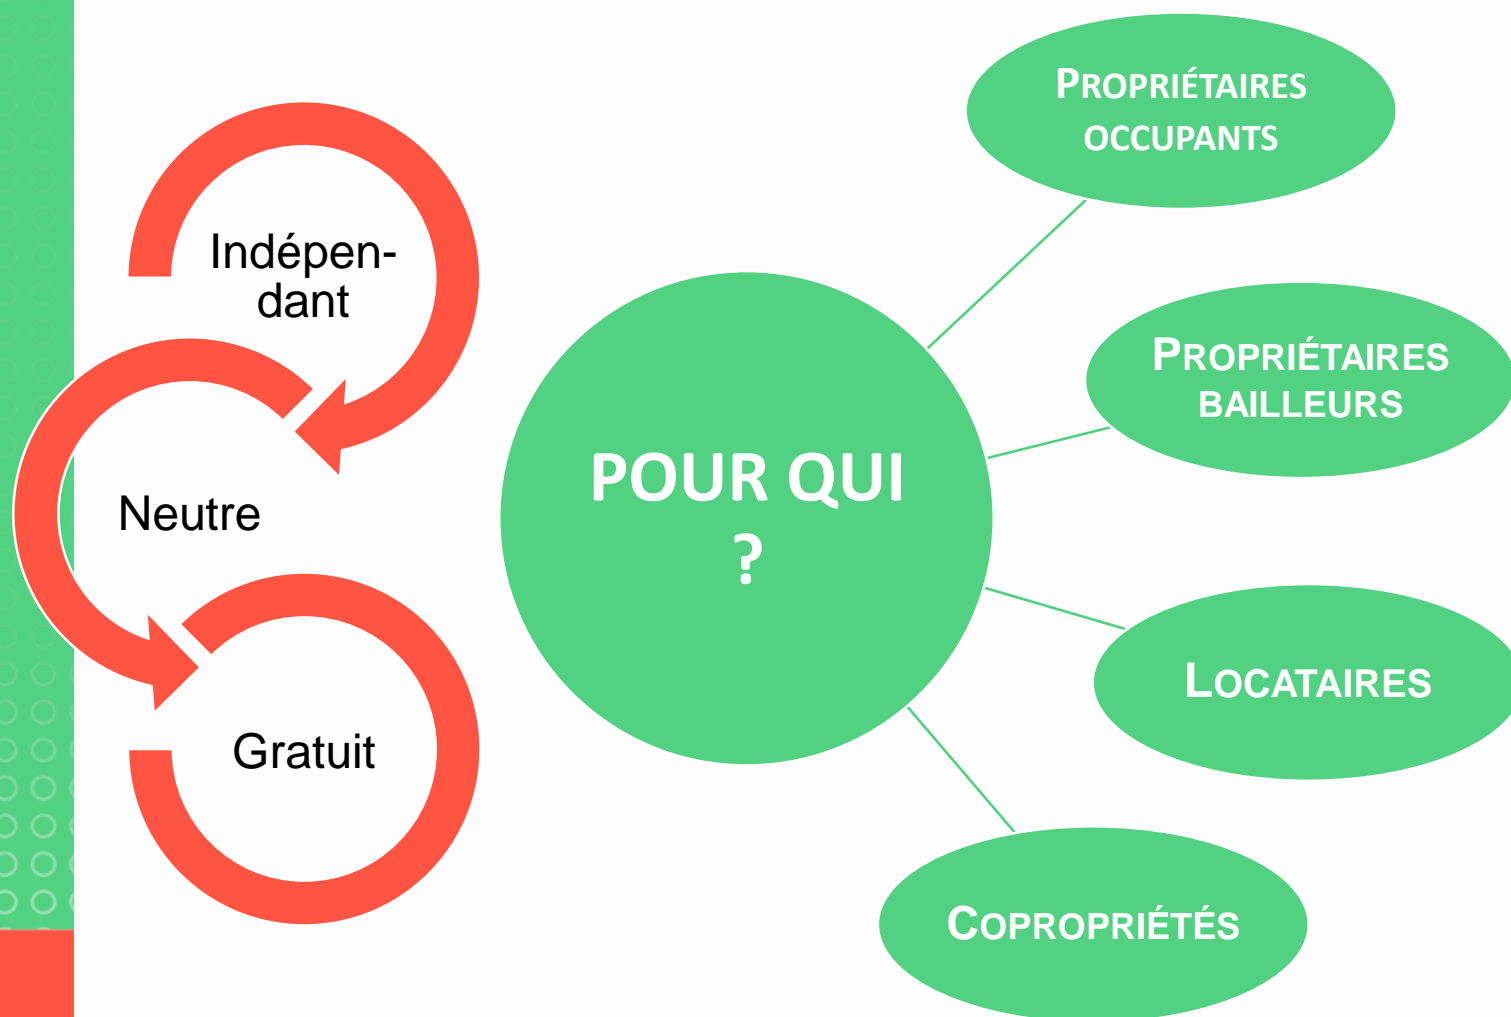 Indépen-
dant
Neutre
Gratuit
POUR QUI
?
PROPRIÉTAIRES
OCCUPANTS
PROPRIÉTAIRES
BAILLEURS
LOCATAIRES
COPROPRIÉTÉS